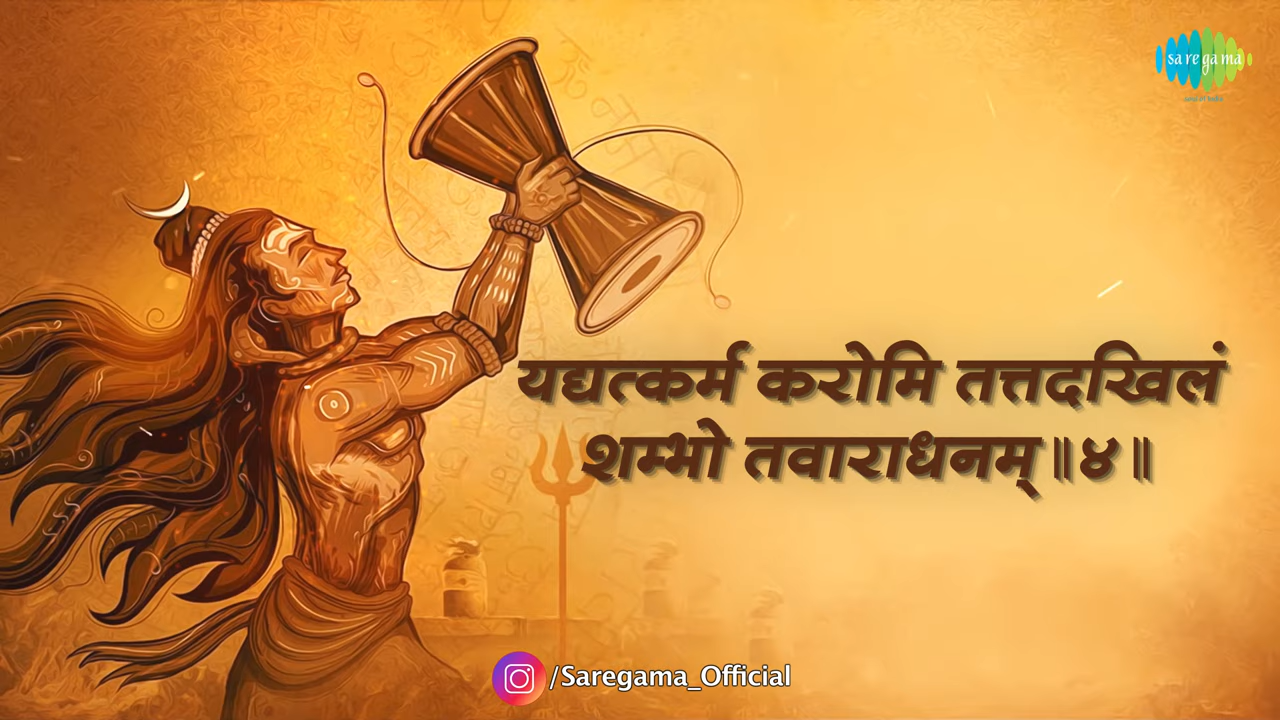 sa re ga ma
यद्यत्कर्म करोमि तत्तदखिलं
शम्भो तवाराधनम्॥४॥
/Saregama_Official